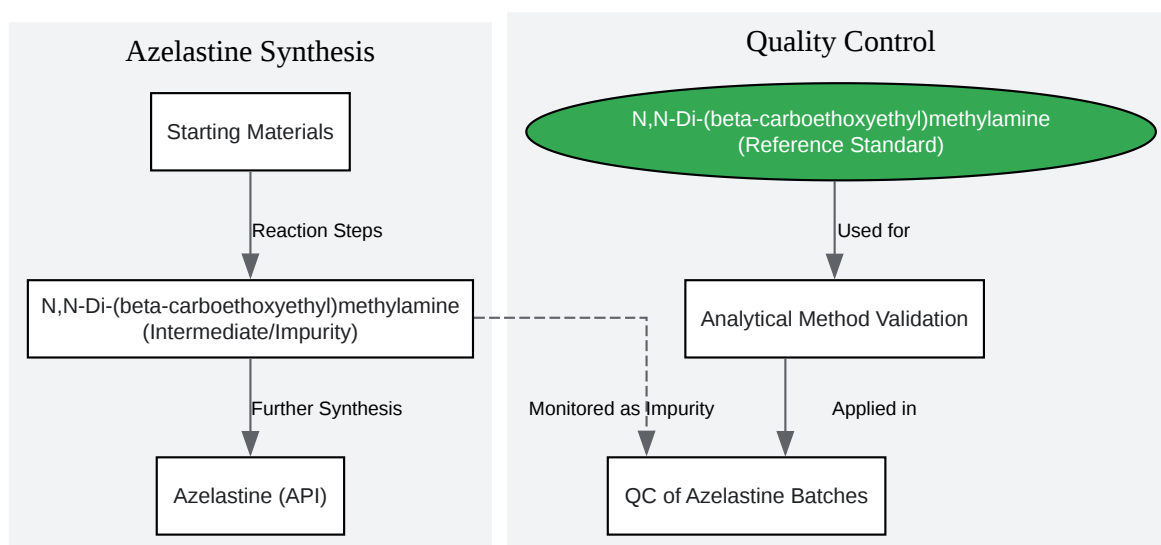 Azelastine Synthesis
Starting Materials
Reaction Steps
N,N-Di-(beta-carboethoxyethyl)methylamine
(Intermediate/Impurity)
Further Synthesis
Azelastine (API)
Quality Control
N,N-Di-(beta-carboethoxyethyl)methylamine
(Reference Standard)
Used for
Analytical Method Validation
Monitored as Impurity
Applied in
QC of Azelastine Batches